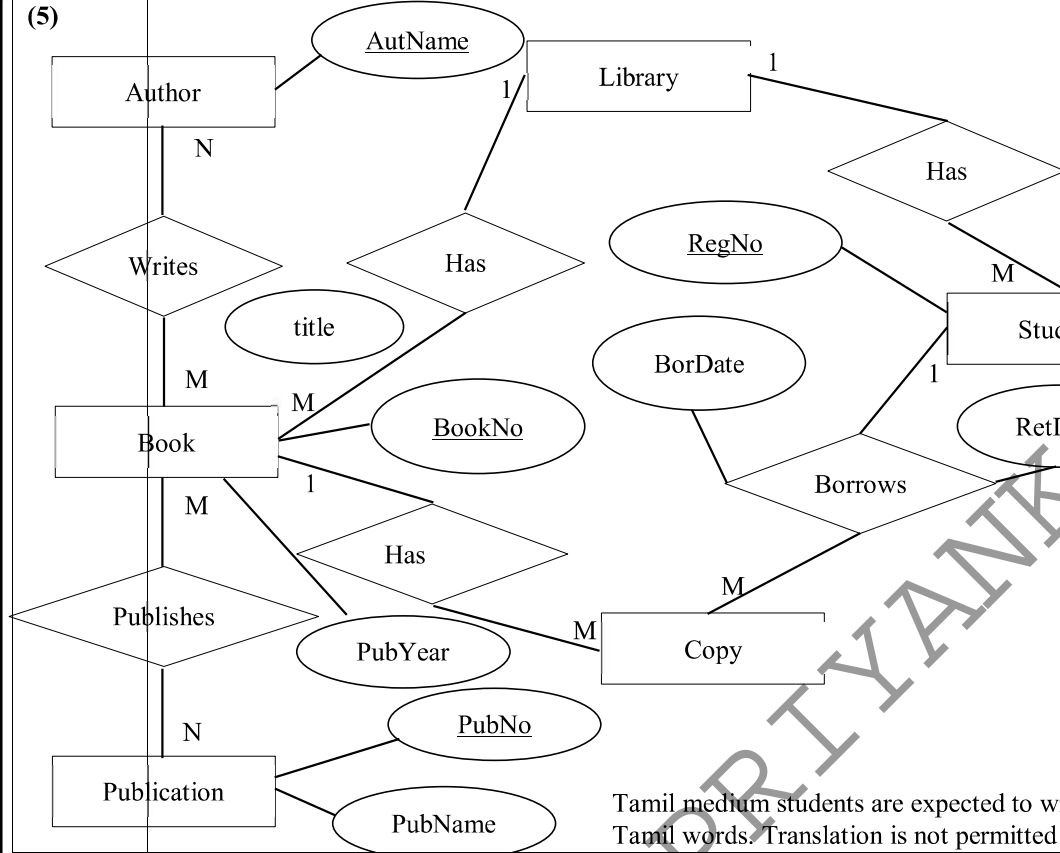 (5)
AutName
Author
1
Library
1
N
Has
Writes
Has
RegNo
M
title
BorDate
1
M
M
Book
BookNo
1
M
Borrows
Has
Publishes
M
M
PubYear
Copy
N
PubNo
Publication
PubName
PRIYANK
Tamil medium students are expected to
Tamil words. Translation is not permitted